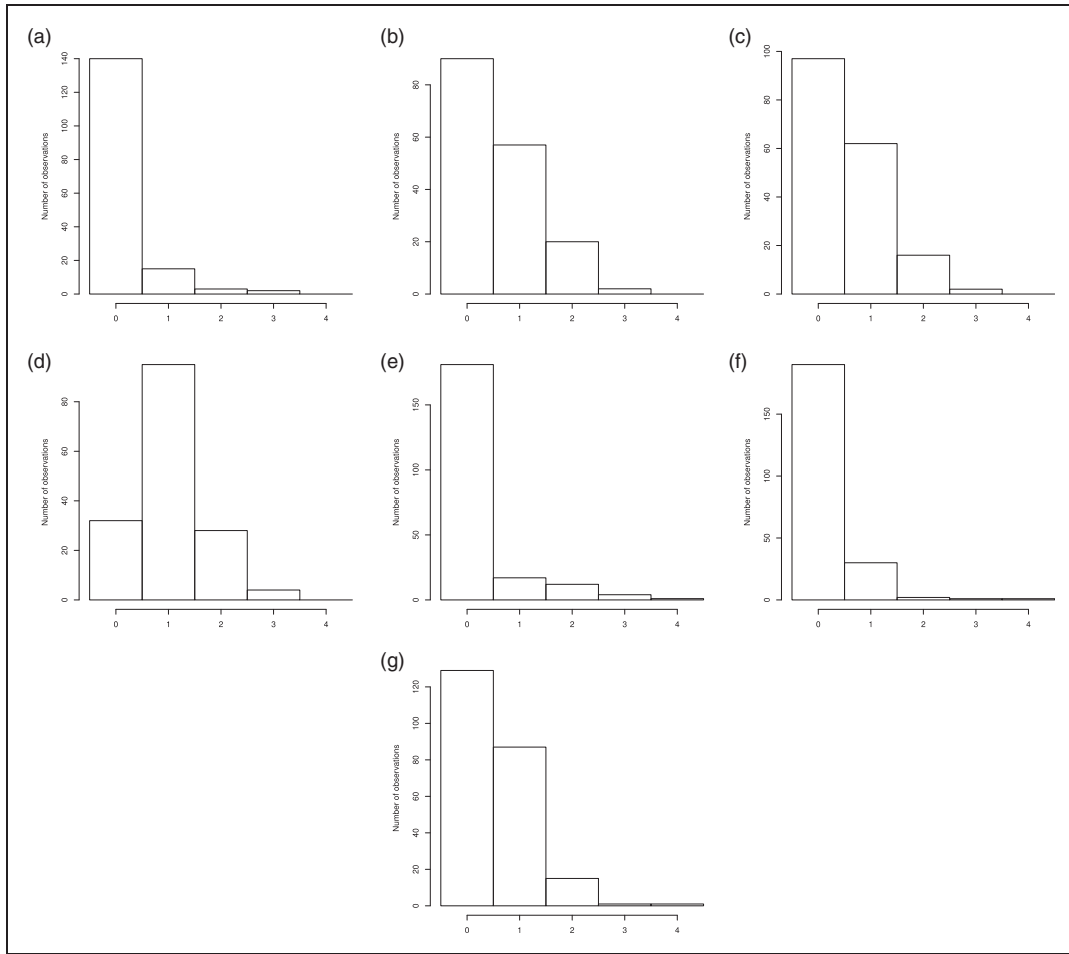 (a)
Number of observations
0 20 40 60 80 100 120 140
0 1 2 3 4
(b)
Number of observations
0 20 40 60 80
0 1 2 3 4
(c)
Number of observations
0 20 40 60 80 100
0 1 2 3 4
(d)
Number of observations
0 20 40 60 80
0 1 2 3 4
(e)
Number of observations
0 50 100 150
0 1 2 3 4
(f)
Number of observations
0 50 100 150
0 1 2 3 4
(g)
Number of observations
0 20 40 60 80 100 120
0 1 2 3 4